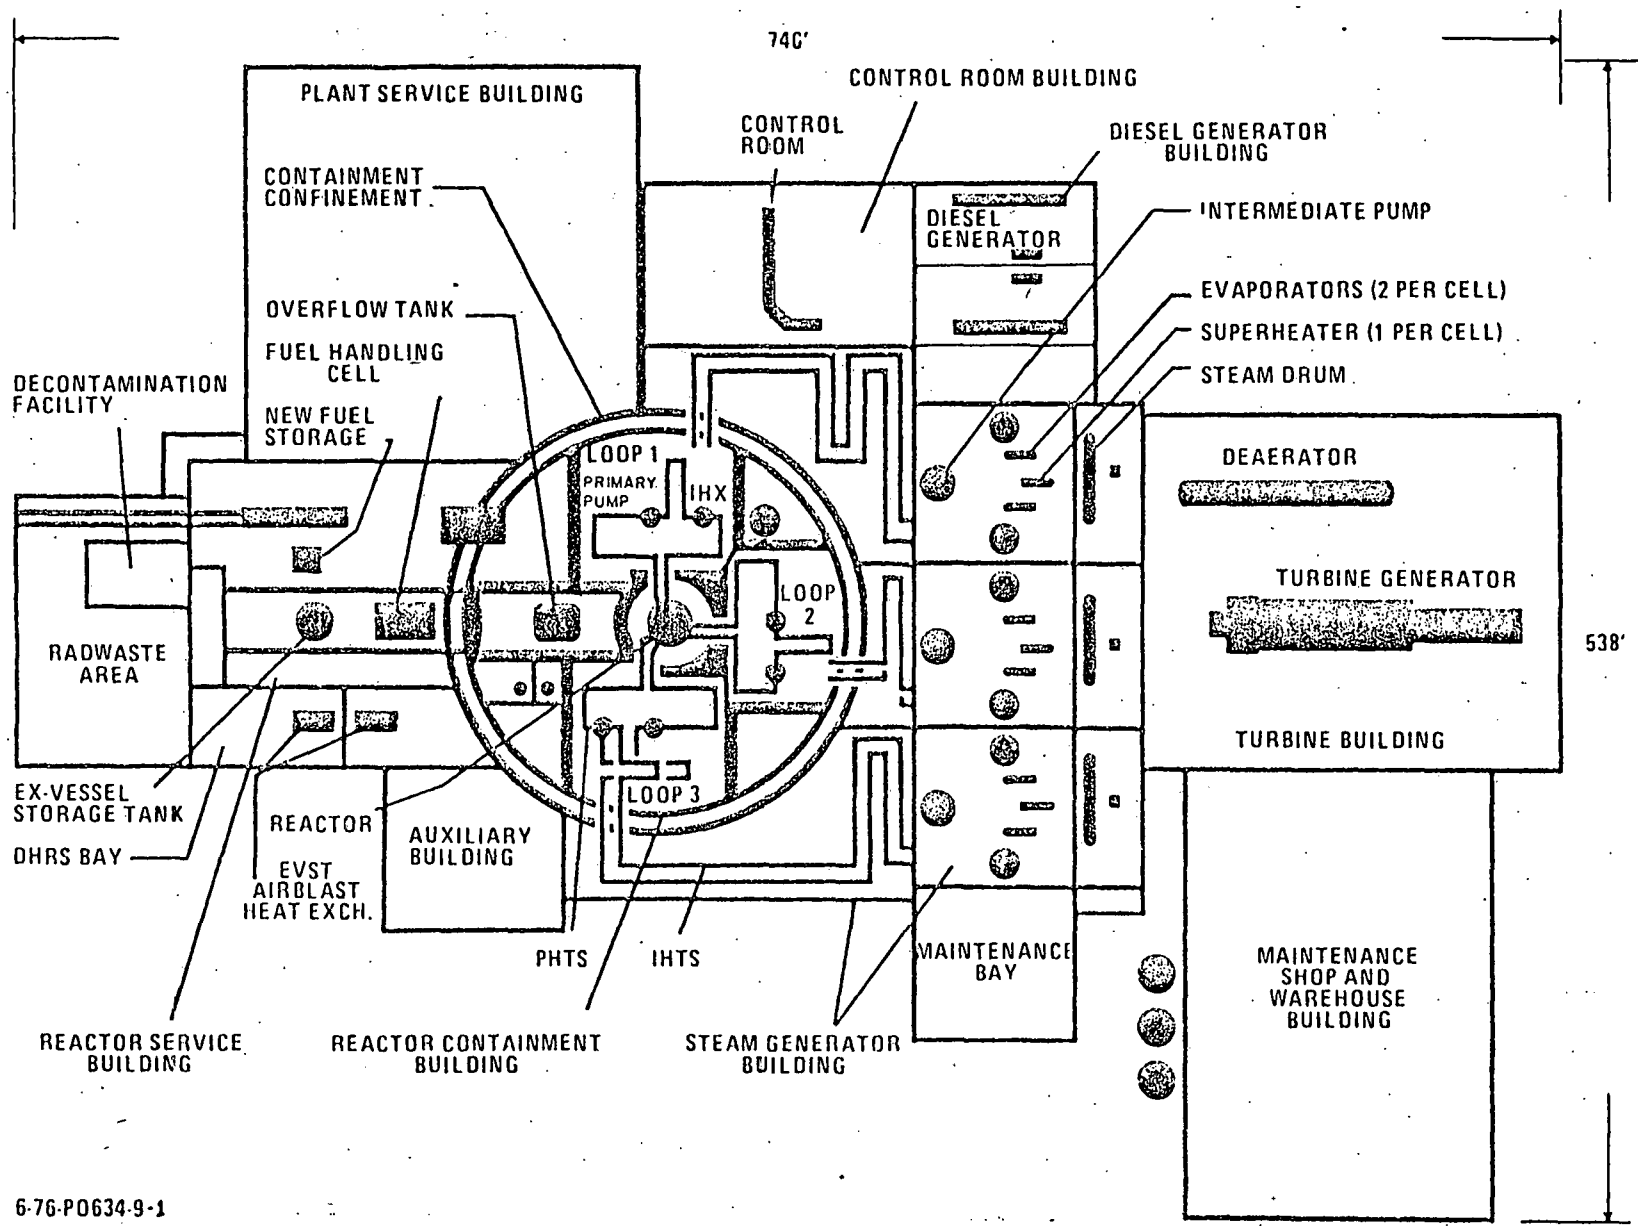 740'
PLANT SERVICE BUILDING
CONTROL ROOM BUILDING
CONTROL
ROOM
DIESEL GENERATOR
BUILDING
CONTAINMENT
CONFINEMENT
DIESEL
GENERATOR
INTERMEDIATE PUMP
EVAPORATORS (2 PER CELL)
OVERFLOW TANK
SUPERHEATER (1 PER CELL)
FUEL HANDLING
CELL
STEAM DRUM
DECONTAMINATION
FACILITY
NEW FUEL
STORAGE
LOOP 1
PRIMARY
PUMP
IHX
DEAERATOR
TURBINE GENERATOR
LOOP
2
RADWASTE
AREA
538'
TURBINE BUILDING
EX-VESSEL
STORAGE TANK
LOOP 3
REACTOR
AUXILIARY
BUILDING
DHRS BAY
EVST
AIRBLAST
HEAT EXCH.
PHTS
IHTS
MAINTENANCE
BAY
MAINTENANCE
SHOP AND
WAREHOUSE
BUILDING
REACTOR SERVICE
BUILDING
REACTOR CONTAINMENT
BUILDING
STEAM GENERATOR
BUILDING
6-76-P0634-9-1